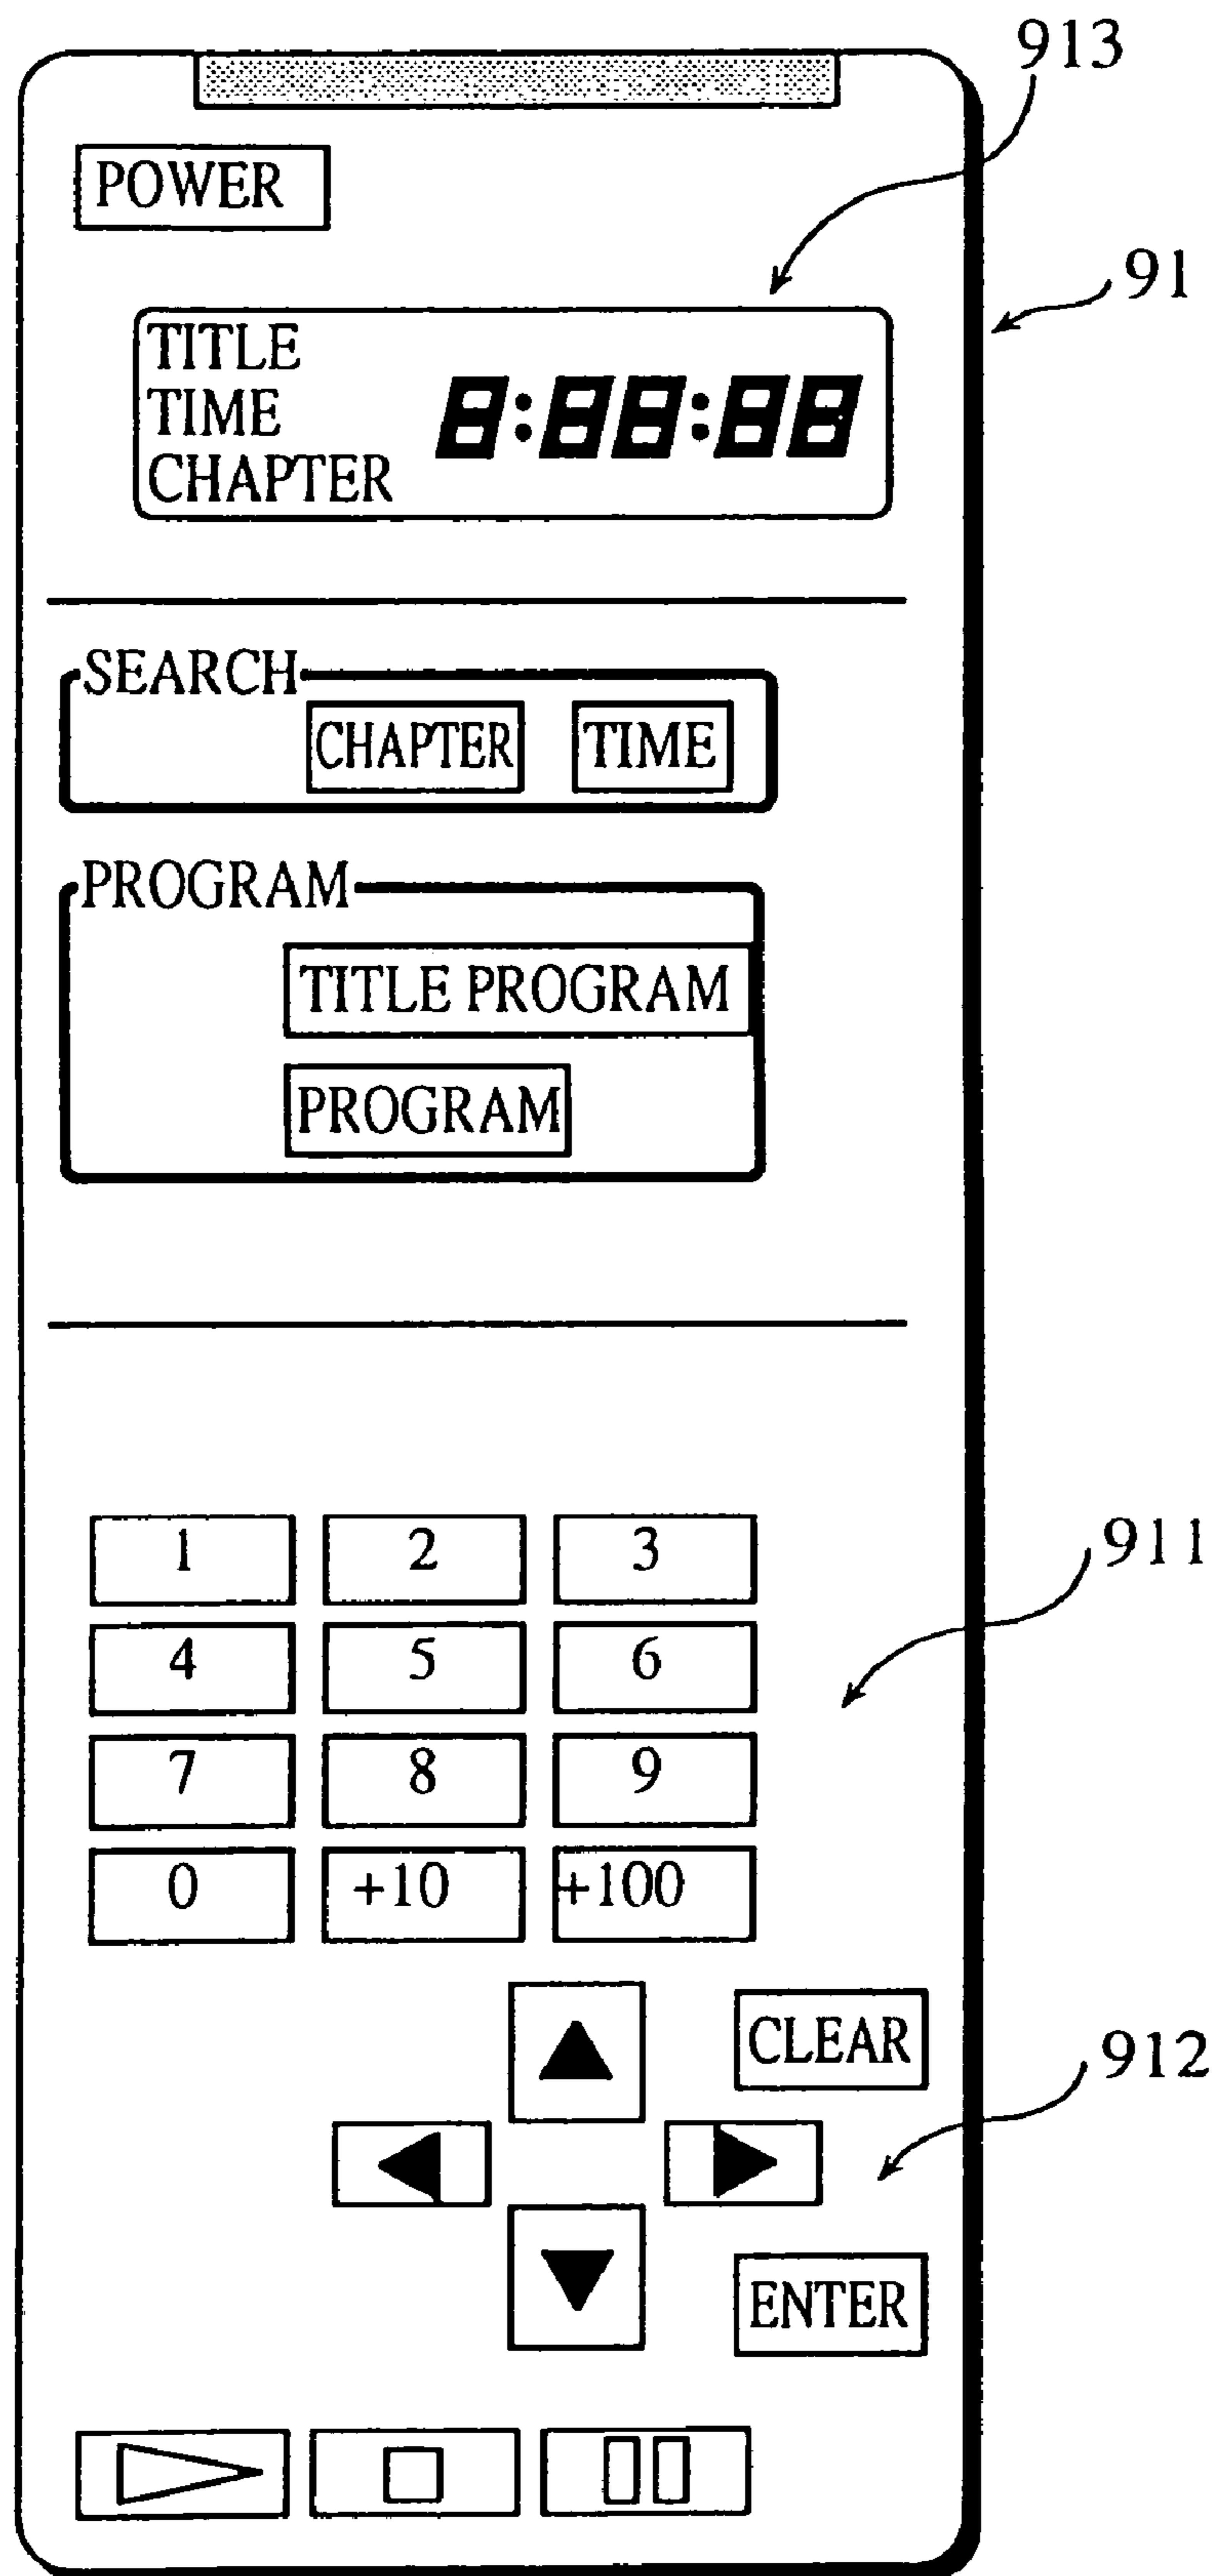 913
POWER
91
TITLE
TIME 8:88:88
CHAPTER
SEARCH
CHAPTER TIME
PROGRAM
TITLE PROGRAM
PROGRAM
1 2 3
911
4 5 6
7 8 9
0 +10 +100
CLEAR
912
ENTER